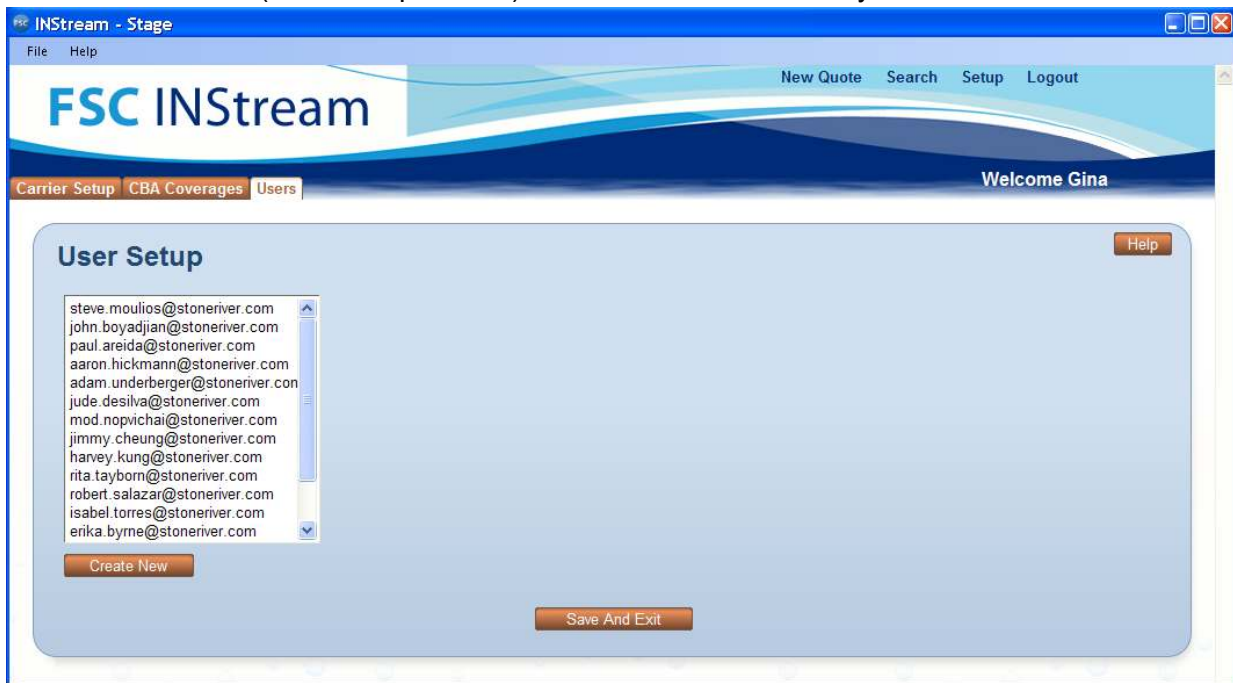 INStream - Stage
File Help
New Quote Search Setup Logout
FSC INStream
Welcome Gina
Carrier Setup CBA Coverages Users
User Setup
Help
steve.moulios@stoneriver.com
john.boyadjian@stoneriver.com
paul.areida@stoneriver.com
aaron.hickmann@stoneriver.com
adam.underberger@stoneriver.con
jude.desilva@stoneriver.com
mod.nopvichai@stoneriver.com
jimmy.cheung@stoneriver.com
harvey.kung@stoneriver.com
rita.tayborn@stoneriver.com
robert.salazar@stoneriver.com
isabel.torres@stoneriver.com
erika.byrne@stoneriver.com
Create New
Save And Exit